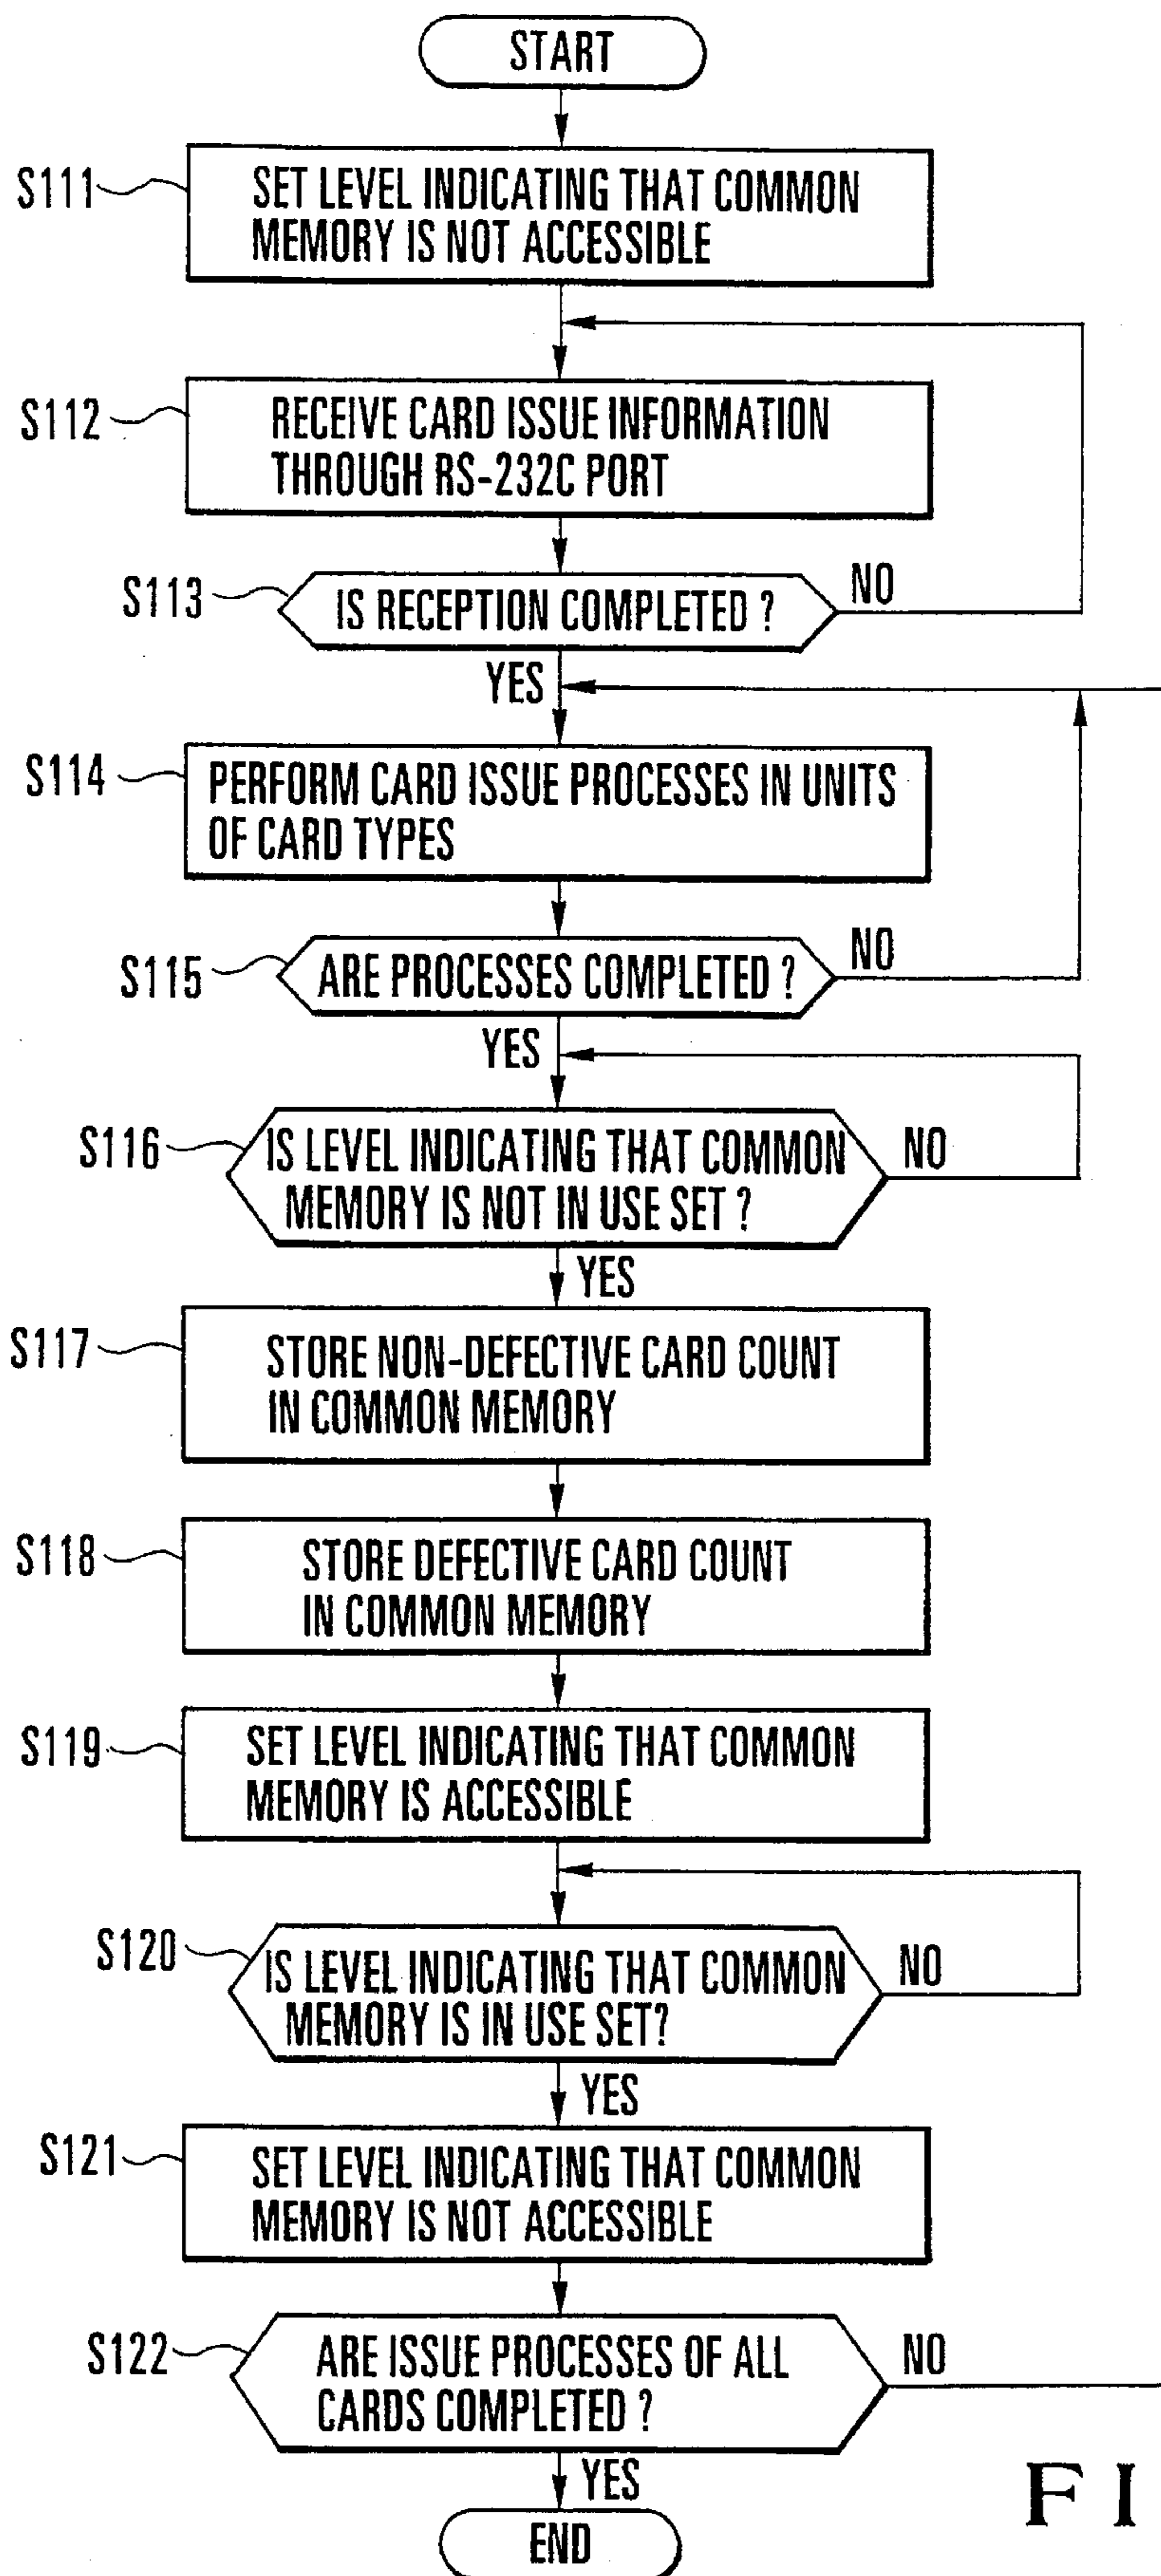 START
S111
SET LEVEL INDICATING THAT COMMON
MEMORY IS NOT ACCESSIBLE
S112
RECEIVE CARD ISSUE INFORMATION
THROUGH RS-232C PORT
S113
IS RECEPTION COMPLETED ?
NO
YES
S114
PERFORM CARD ISSUE PROCESSES IN UNITS
OF CARD TYPES
S115
ARE PROCESSES COMPLETED ?
NO
YES
S116
IS LEVEL INDICATING THAT COMMON
MEMORY IS NOT IN USE SET ?
NO
YES
S117
STORE NON-DEFECTIVE CARD COUNT
IN COMMON MEMORY
S118
STORE DEFECTIVE CARD COUNT
IN COMMON MEMORY
S119
SET LEVEL INDICATING THAT COMMON
MEMORY IS ACCESSIBLE
S120
IS LEVEL INDICATING THAT COMMON
MEMORY IS IN USE SET?
NO
YES
S121
SET LEVEL INDICATING THAT COMMON
MEMORY IS NOT ACCESSIBLE
S122
ARE ISSUE PROCESSES OF ALL
CARDS COMPLETED ?
NO
YES
FI
END